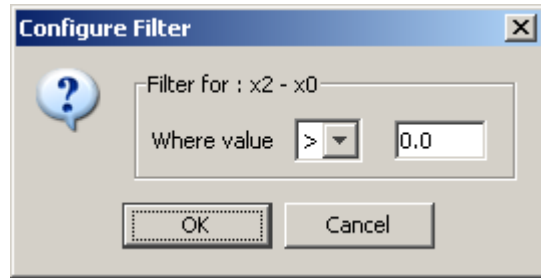 Configure Filter
Filter for : x2 - x0
Where value > 0.0
OK Cancel